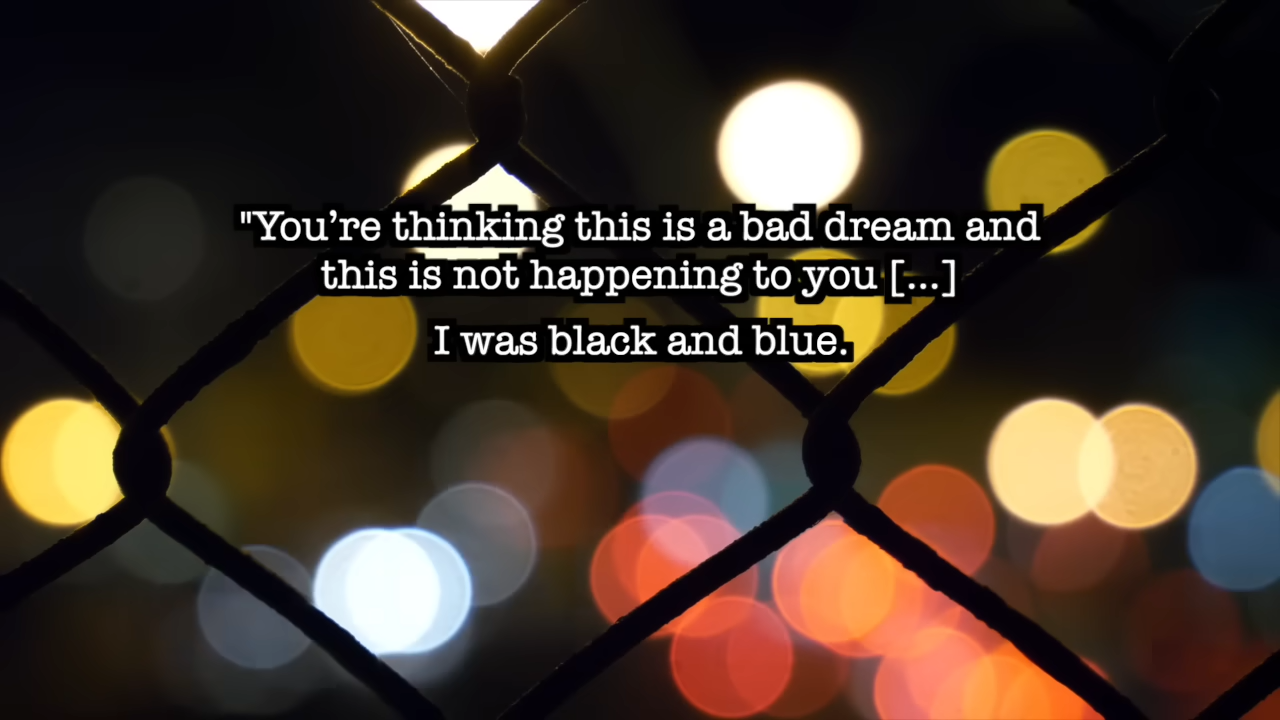 "You’re thinking this is a bad dream and
this is not happening to you [...]
I was black and blue.